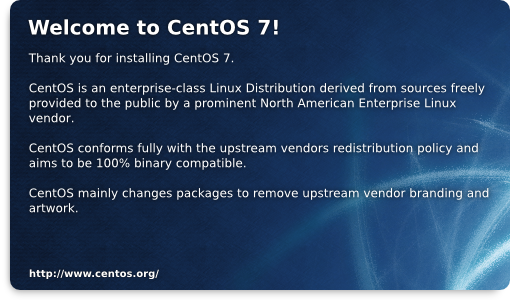 Welcome to CentOS 7!
Thank you for installing CentOS 7.
CentOS is an enterprise-class Linux Distribution derived from sources freely
provided to the public by a prominent North American Enterprise Linux
vendor.
CentOS conforms fully with the upstream vendors redistribution policy and
aims to be 100% binary compatible.
CentOS mainly changes packages to remove upstream vendor branding and
artwork.
http://www.centos.org/